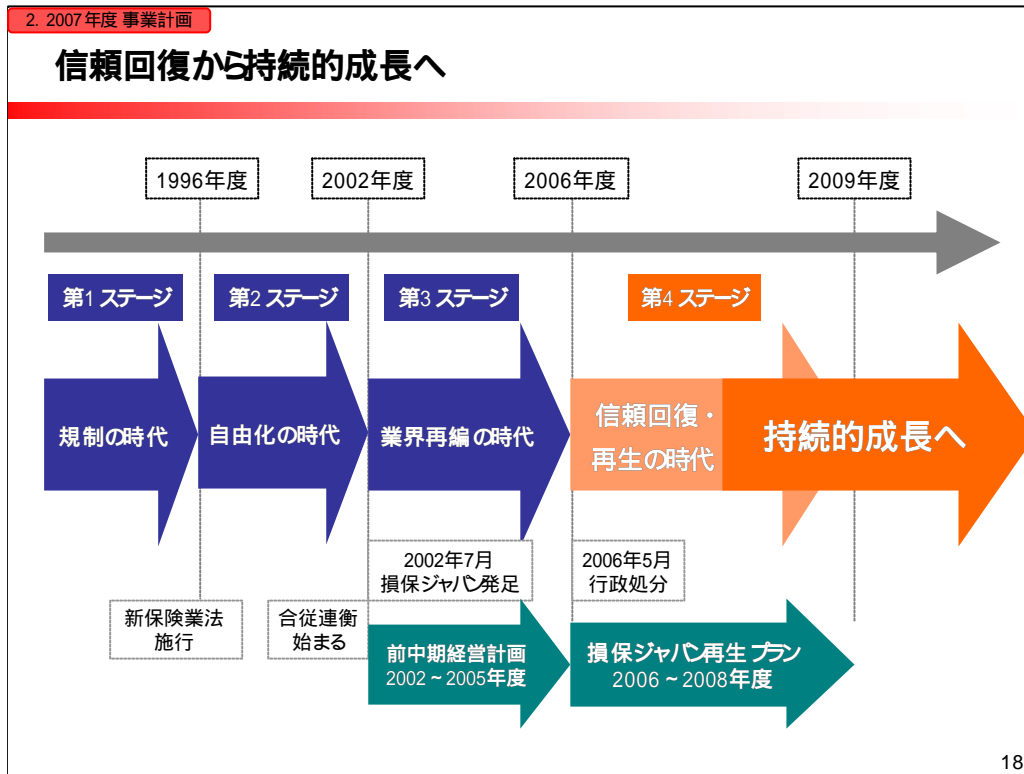 2. 2007年度 事業計画
信頼回復から持続的成長へ
1996年度
2002年度
2006年度
2009年度
第1 ステージ
第2 ステージ
第3 ステージ
第4 ステージ
規制の時代
自由化の時代
業界再編の時代
信頼回復・
再生の時代
持続的成長へ
新保険業法
施行
合従連衡
始まる
2002年7月
損保ジャパン発足
2006年5月
行政処分
前中期経営計画
2002~2005年度
損保ジャパン再生プラン
2006~2008年度
18